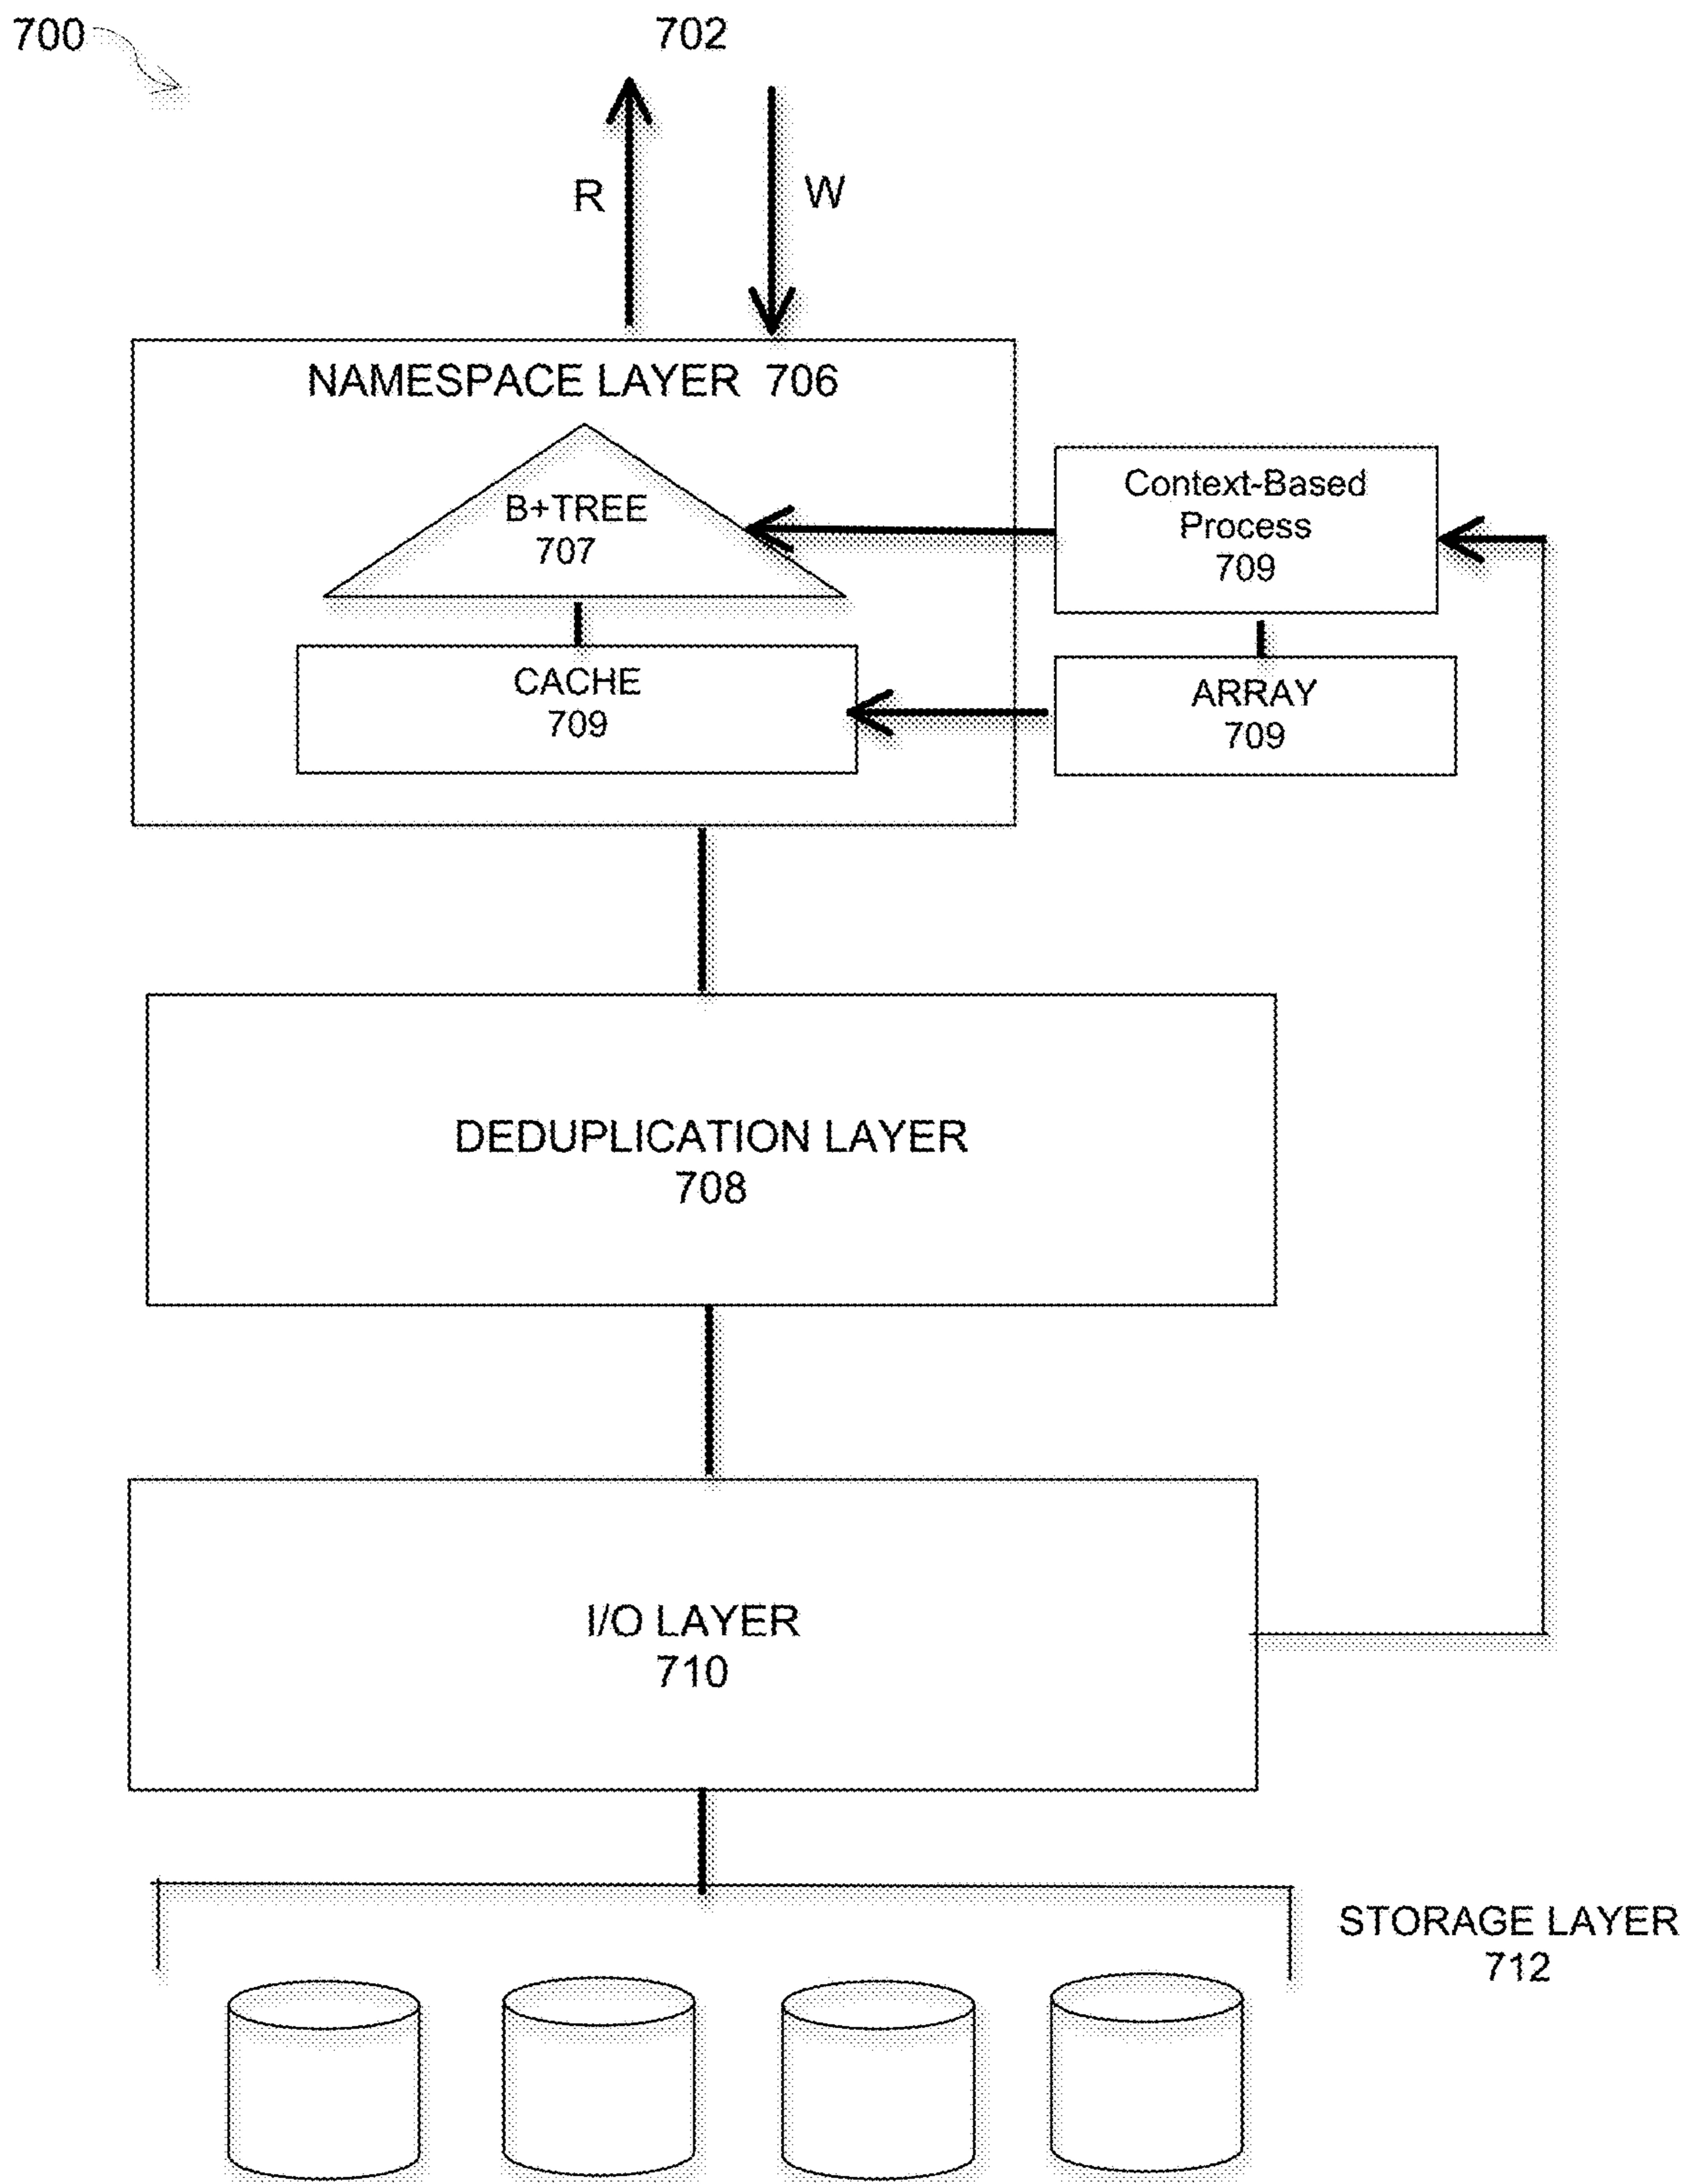 700
702
R
W
NAMESPACE LAYER 706
B+TREE
707
Context-Based
Process
709
CACHE
709
ARRAY
709
DEDUPLICATION LAYER
708
I/O LAYER
710
STORAGE LAYER
712